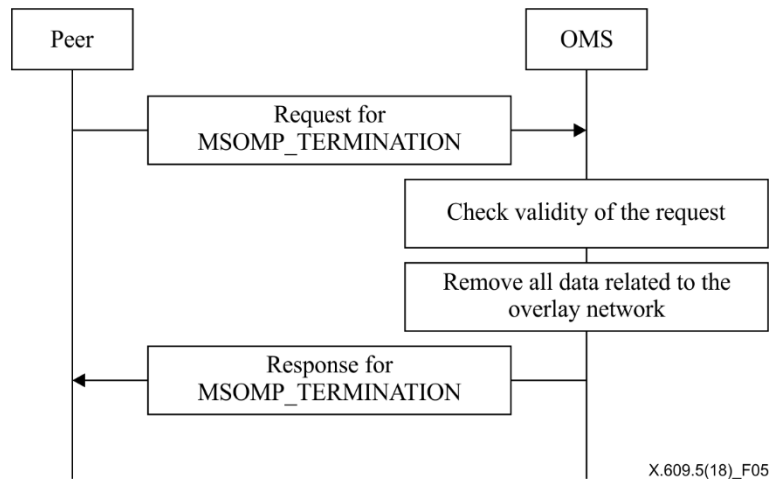 Peer
OMS
Request for
MSOMP_TERMINATION
Check validity of the request
Remove all data related to the
overlay network
Response for
MSOMP_TERMINATION
X.609.5(18)_F05